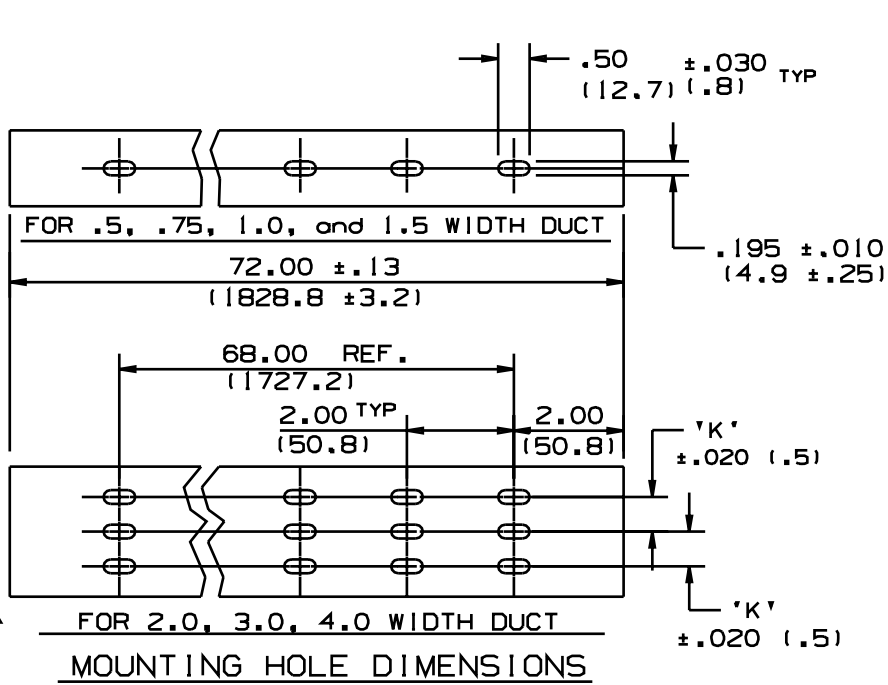 .50 ±.030 TYP
(12.7) (.8)
FOR .5, .75, 1.0, and 1.5 WIDTH DUCT
.195 ±.010
(4.9 ±.25)
72.00 ±.13
(1828.8 ±3.2)
68.00 REF.
(1727.2)
2.00 TYP
(50.8)
2.00
(50.8)
'K'
±.020 (.5)
'K'
±.020 (.5)
FOR 2.0, 3.0, 4.0 WIDTH DUCT
MOUNTING HOLE DIMENSIONS